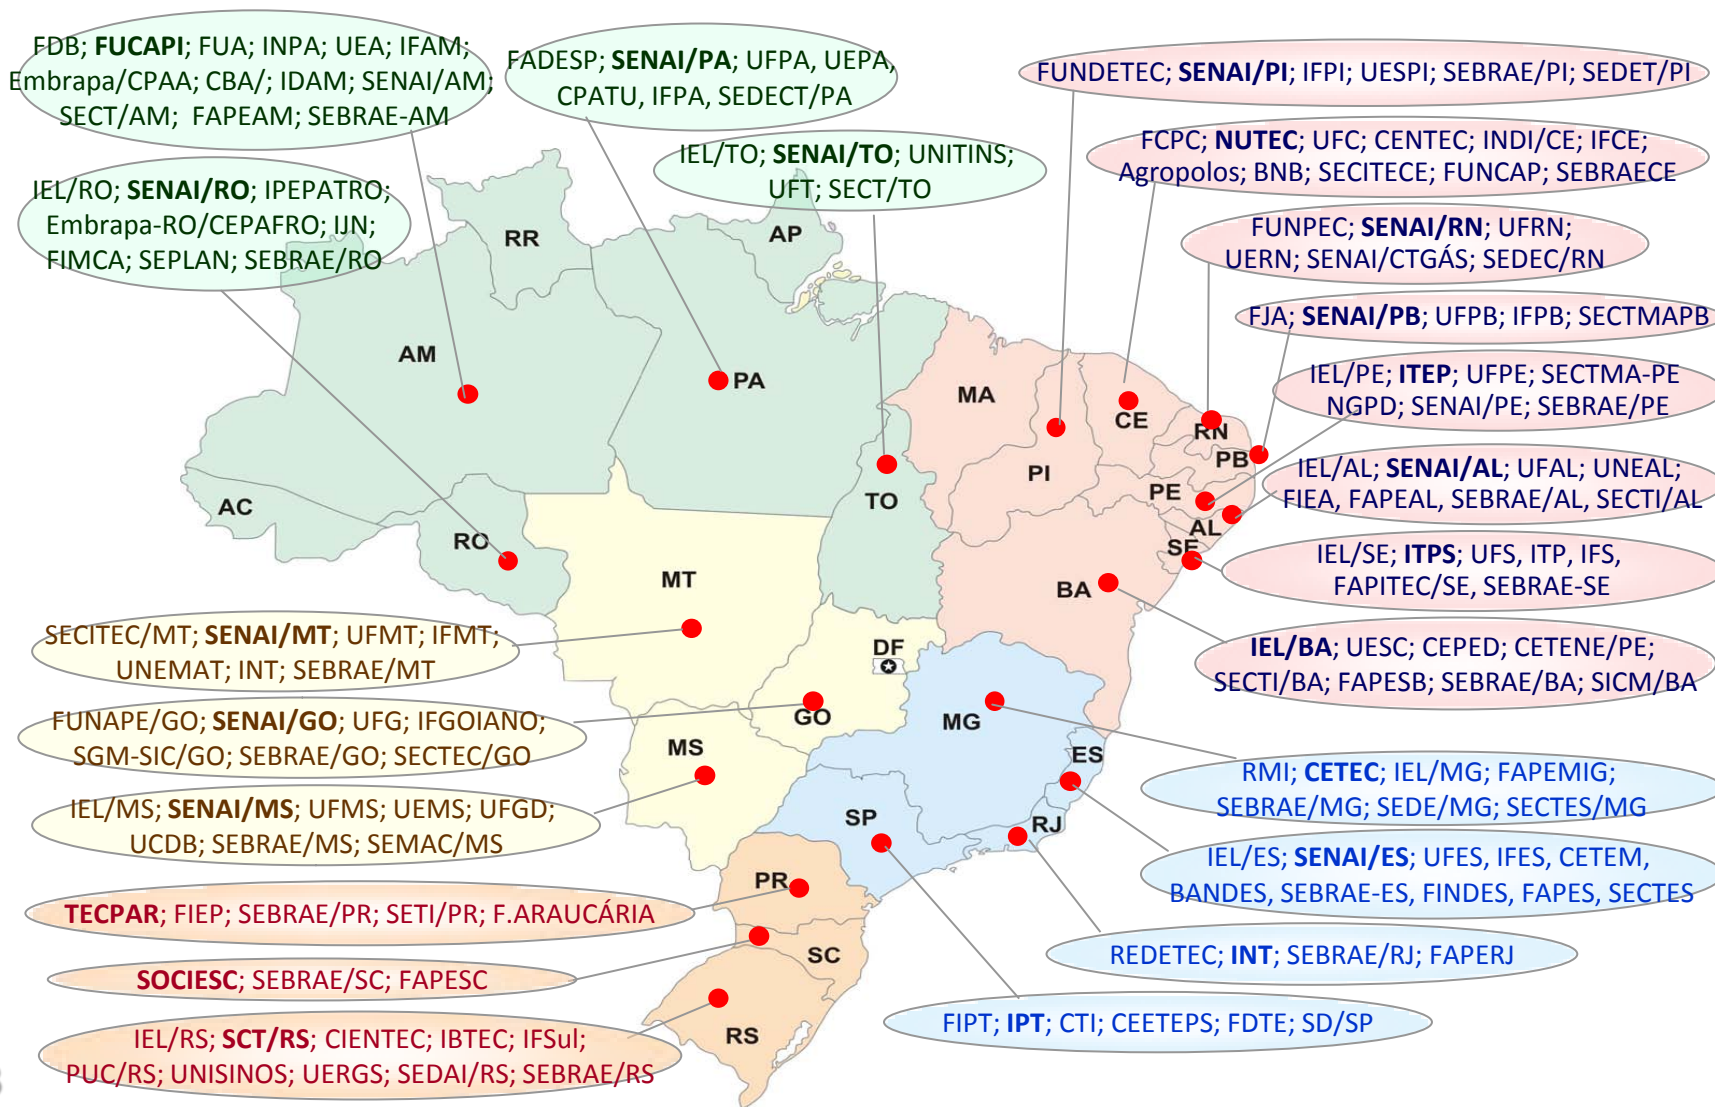 FDB; FUCAPI; FUA; INPA; UEA; IFAM;
Embrapa/CPAA; CBA/; IDAM; SENAI/AM;
SECT/AM; FAPEAM; SEBRAE-AM
FADESP; SENAI/PA; UFPA, UEPA,
CPATU, IFPA, SEDECT/PA
FUNDETEC; SENAI/PI; IFPI; UESPI; SEBRAE/PI; SEDET/PI
IEL/TO; SENAI/TO; UNITINS;
UFT; SECT/TO
FCPC; NUTEC; UFC; CENTEC; INDI/CE; IFCE;
Agropolos; BNB; SECITECE; FUNCAP; SEBRAECE
IEL/RO; SENAI/RO; IPEPATRO;
Embrapa-RO/CEPAFRO; IJN;
FIMCA; SEPLAN; SEBRAE/RO
FUNPEC; SENAI/RN; UFRN;
UERN; SENAI/CTGÁS; SEDEC/RN
FJA; SENAI/PB; UFPB; IFPB; SECTMAPB
IEL/PE; ITEP; UFPE; SECTMA-PE
NGPD; SENAI/PE; SEBRAE/PE
IEL/AL; SENAI/AL; UFAL; UNEAL;
FIEA, FAPEAL, SEBRAE/AL, SECTI/AL
IEL/SE; ITPS; UFS, ITP, IFS,
FAPITEC/SE, SEBRAE-SE
IEL/BA; UESC; CEPED; CETENE/PE;
SECTI/BA; FAPESB; SEBRAE/BA; SICM/BA
SECITEC/MT; SENAI/MT; UFMT; IFMT;
UNEMAT; INT; SEBRAE/MT
FUNAPE/GO; SENAI/GO; UFG; IFGOIANO;
SGM-SIC/GO; SEBRAE/GO; SECTEC/GO
IEL/MS; SENAI/MS; UFMS; UEMS; UFGD;
UCDB; SEBRAE/MS; SEMAC/MS
RMI; CETEC; IEL/MG; FAPEMIG;
SEBRAE/MG; SEDE/MG; SECTES/MG
IEL/ES; SENAI/ES; UFES, IFES, CETEM,
BANDES, SEBRAE-ES, FINDES, FAPES, SECTES
TECPAR; FIEP; SEBRAE/PR; SETI/PR; F.ARAUCÁRIA
REDETEC; INT; SEBRAE/RJ; FAPERJ
SOCIESC; SEBRAE/SC; FAPESC
FIPT; IPT; CTI; CEETEPS; FDTE; SD/SP
IEL/RS; SCT/RS; CIENTEC; IBTEC; IFSul;
PUC/RS; UNISINOS; UERGS; SEDAI/RS; SEBRAE/RS
RR
AP
AM
PA
MA
CE
RN
PB
PI
PE
TO
AC
AL
RO
SE
MT
BA
DF
GO
MG
MS
ES
SP
RJ
PR
SC
RS